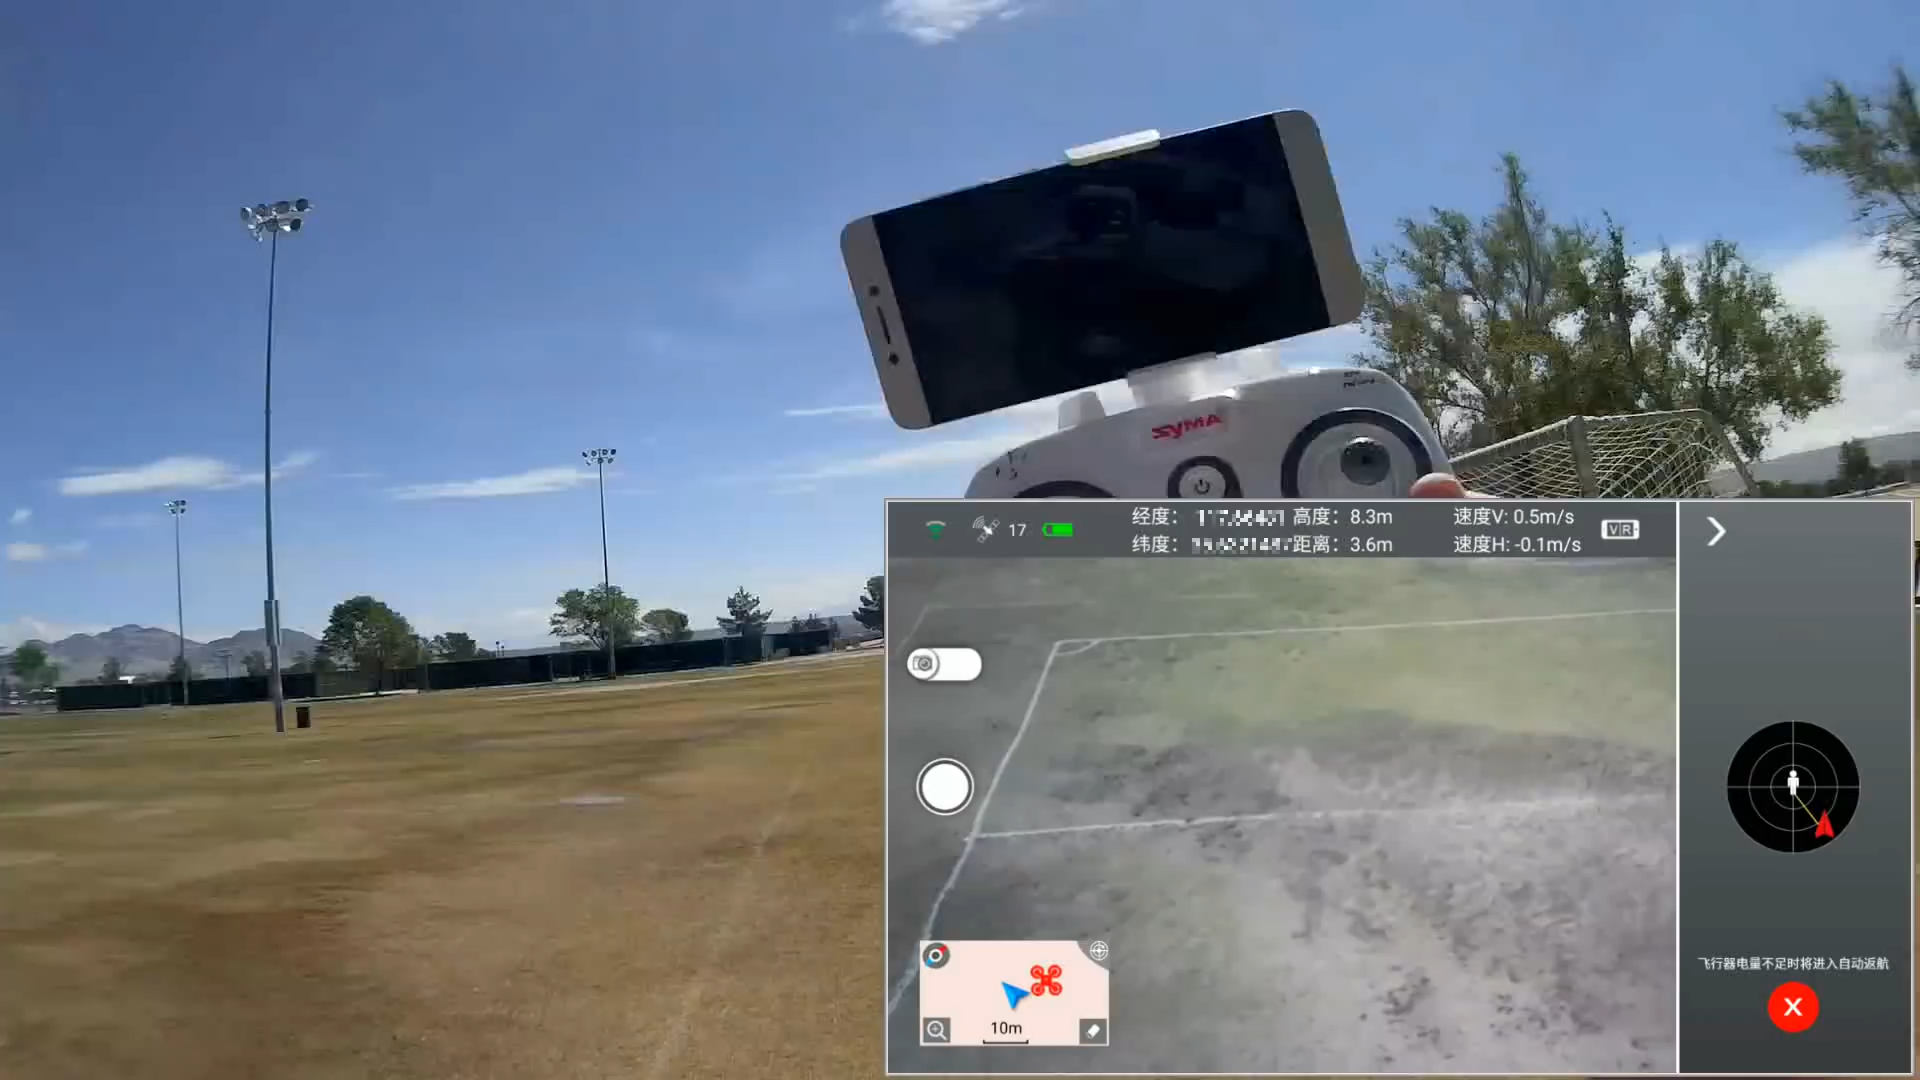 SYMA
17
经度：
高度：8.3m
速度V: 0.5m/s
VR
纬度：
距离：3.6m
速度H: -0.1m/s
10m
飞行器电量不足时将进入自动返航
X